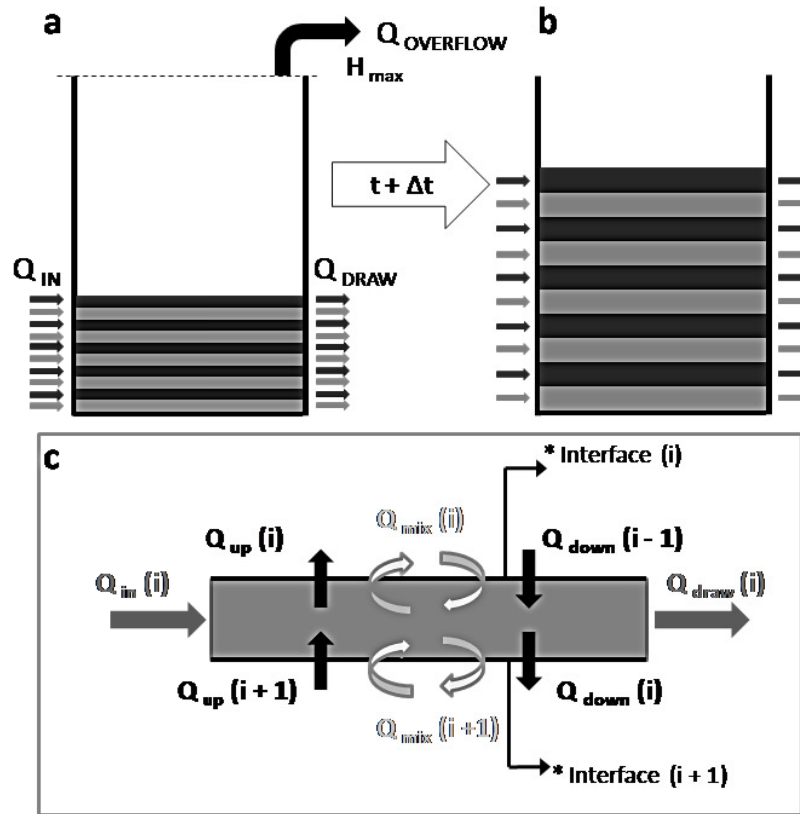 a
Q OVERFLOW
H max
b
t + Δt
Q IN
Q DRAW
c
* Interface (i)
Q mix (i)
Q up (i)
Q down (i - 1)
Q in (i)
Q draw (i)
Q up (i + 1)
Q down (i)
Q mix (i +1)
* Interface (i + 1)